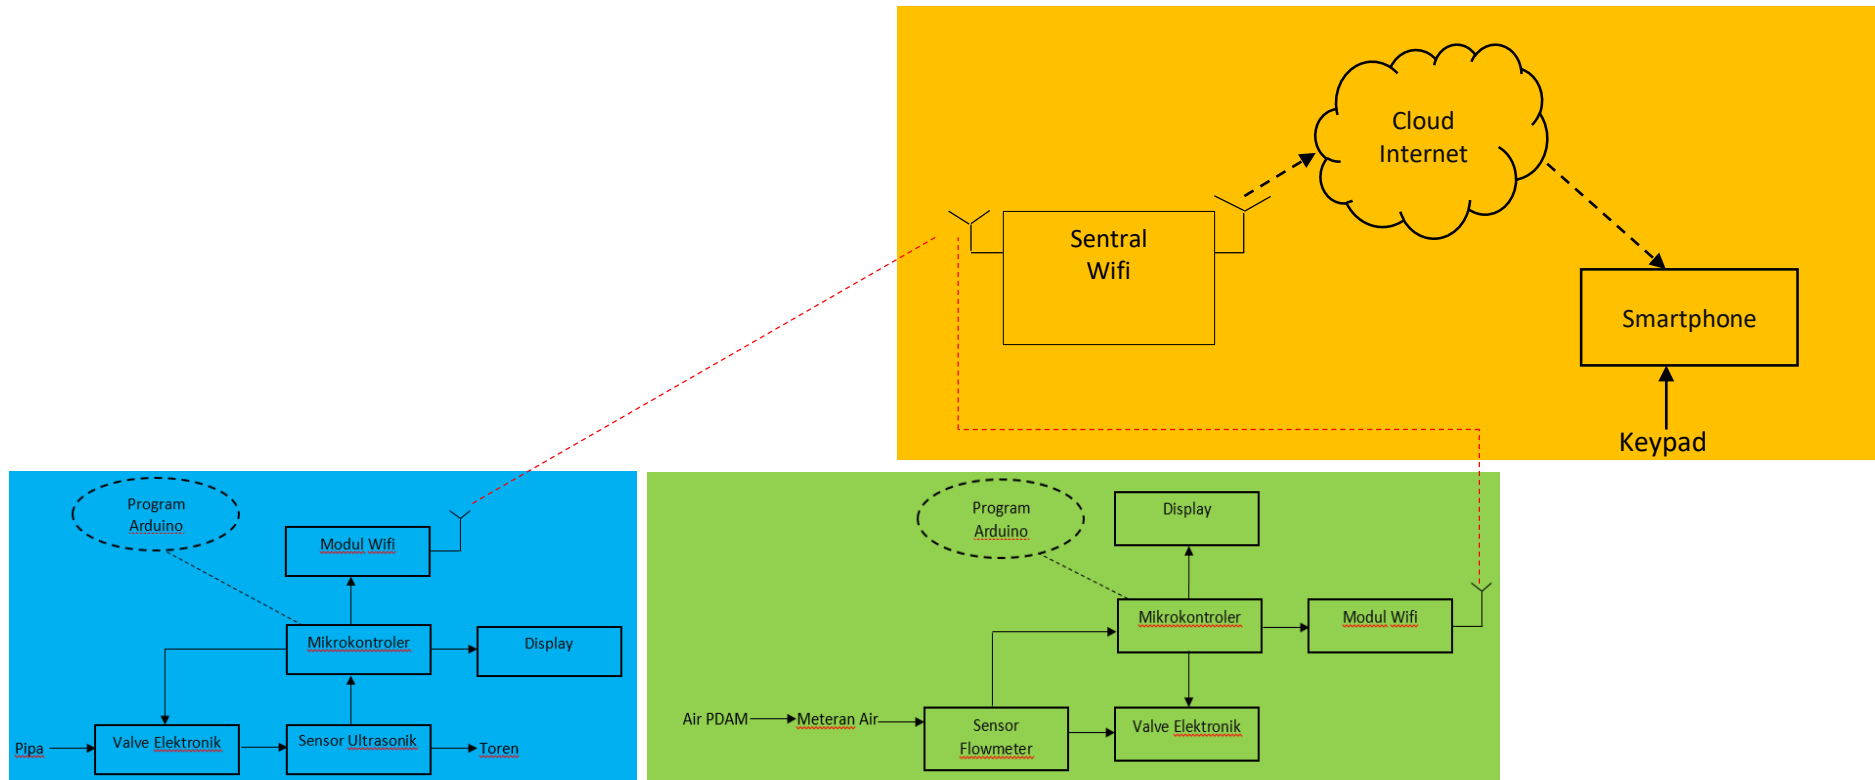 Cloud
Internet
Sentral
Wifi
Smartphone
Keypad
Program
Arduino
Modul Wifi
Mikrokontroler
Display
Pipa
Valve Elektronik
Sensor Ultrasonik
Toren
Program
Arduino
Display
Mikrokontroler
Modul Wifi
Air PDAM
Meteran Air
Sensor
Flowmeter
Valve Elektronik